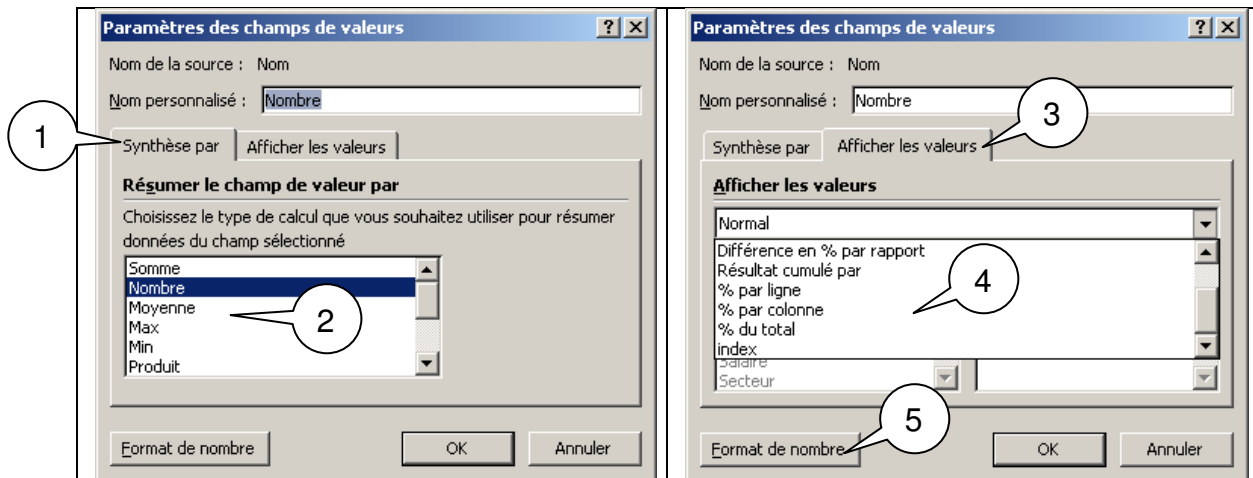 Paramètres des champs de valeurs
Nom de la source : Nom
Nom personnalisé : Nombre
1
Synthèse par
Afficher les valeurs
Résumer le champ de valeur par
Choisissez le type de calcul que vous souhaitez utiliser pour résumer
données du champ sélectionné
Somme
Nombre
Moyenne
2
Max
Min
Produit
Format de nombre
OK
Annuler
Paramètres des champs de valeurs
Nom de la source : Nom
Nom personnalisé : Nombre
3
Synthèse par
Afficher les valeurs
Afficher les valeurs
Normal
Différence en % par rapport
Résultat cumulé par
4
% par ligne
% par colonne
% du total
index
Salaire
Secteur
5
Format de nombre
OK
Annuler